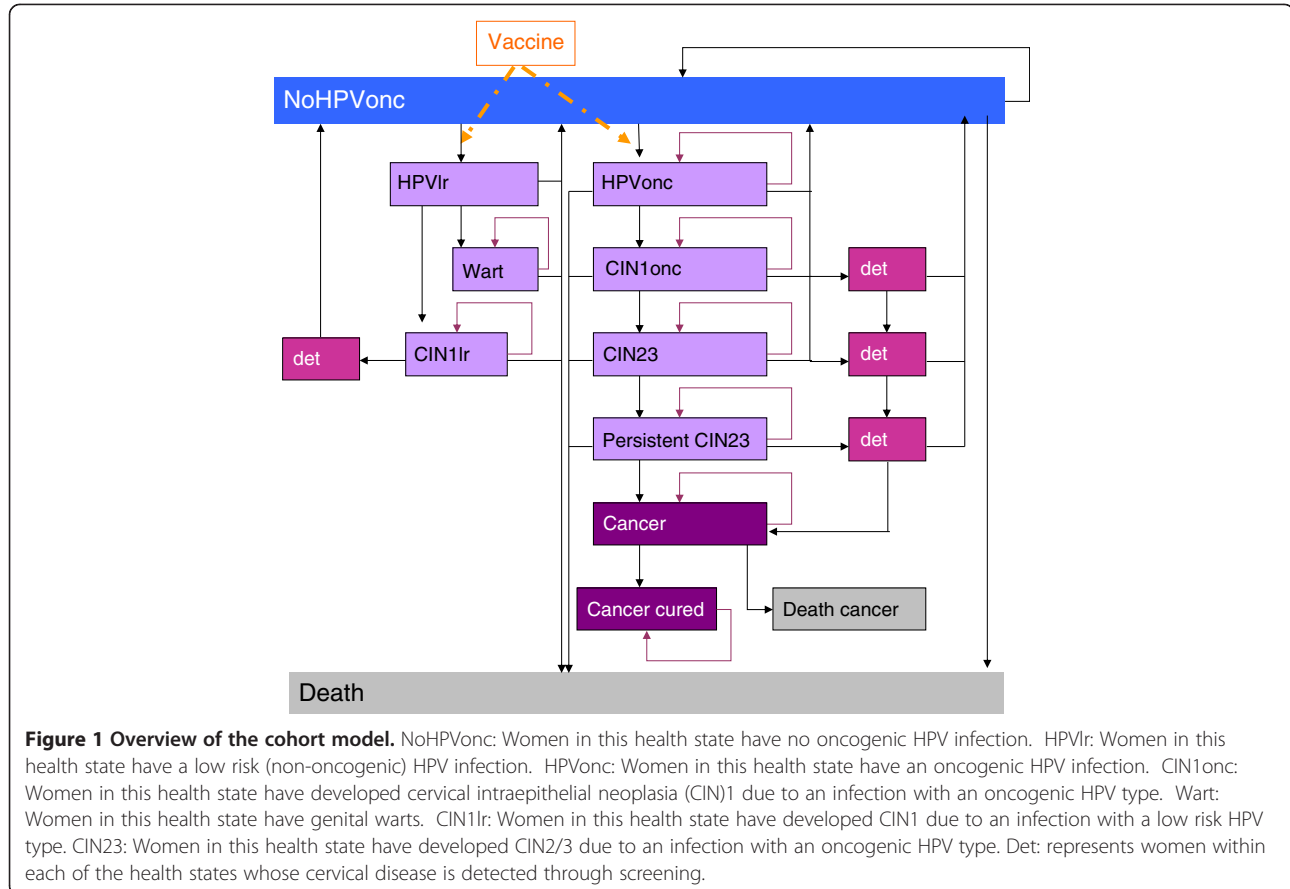 Vaccine
NoHPVonc
HPVlr
HPVonc
Wart
CIN1onc
det
det
CIN1lr
CIN23
det
Persistent CIN23
det
Cancer
Cancer cured
Death cancer
Death
Figure 1 Overview of the cohort model. NoHPVonc: Women in this health state have no oncogenic HPV infection. HPVlr: Women in this
health state have a low risk (non-oncogenic) HPV infection. HPVonc: Women in this health state have an oncogenic HPV infection. CIN1onc:
Women in this health state have developed cervical intraepithelial neoplasia (CIN)1 due to an infection with an oncogenic HPV type. Wart:
Women in this health state have genital warts. CIN1lr: Women in this health state have developed CIN1 due to an infection with a low risk HPV
type. CIN23: Women in this health state have developed CIN2/3 due to an infection with an oncogenic HPV type. Det: represents women within
each of the health states whose cervical disease is detected through screening.